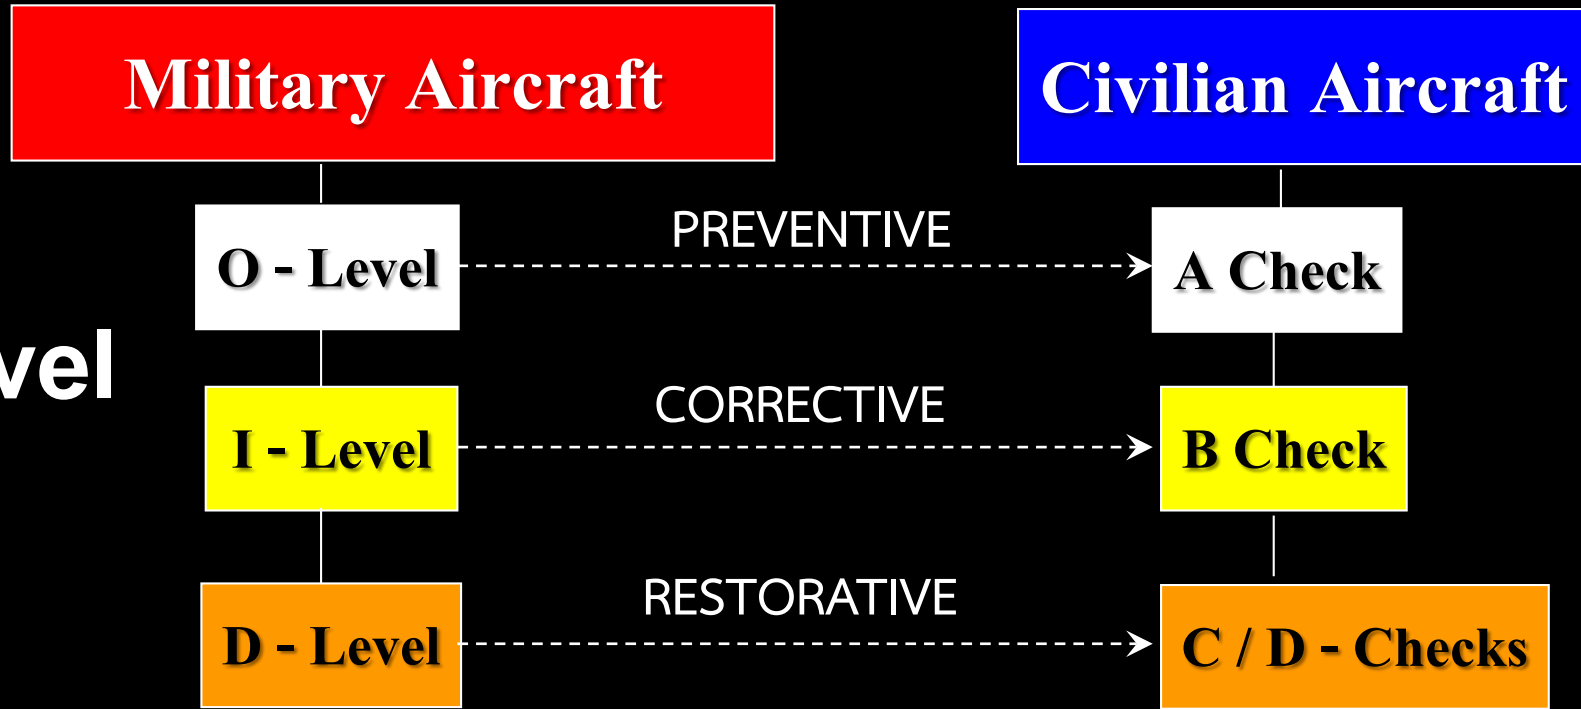 Military Aircraft
Civilian Aircraft
O - Level
PREVENTIVE
A Check
vel
I - Level
CORRECTIVE
B Check
D - Level
RESTORATIVE
C / D - Checks